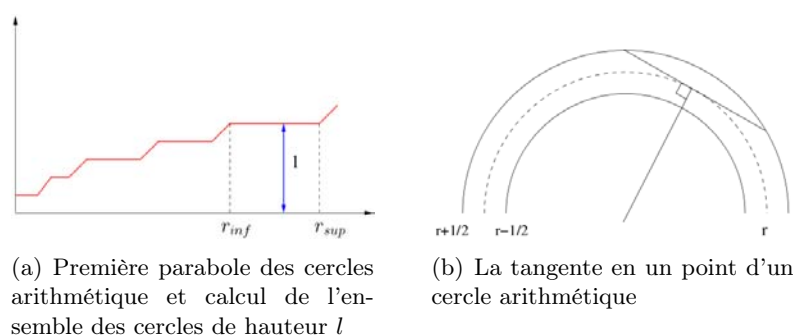 l
r_inf r_sup
r+1/2 r−1/2 r
(a) Première parabole des cercles
arithmétique et calcul de l'en-
semble des cercles de hauteur l
(b) La tangente en un point d'un
cercle arithmétique